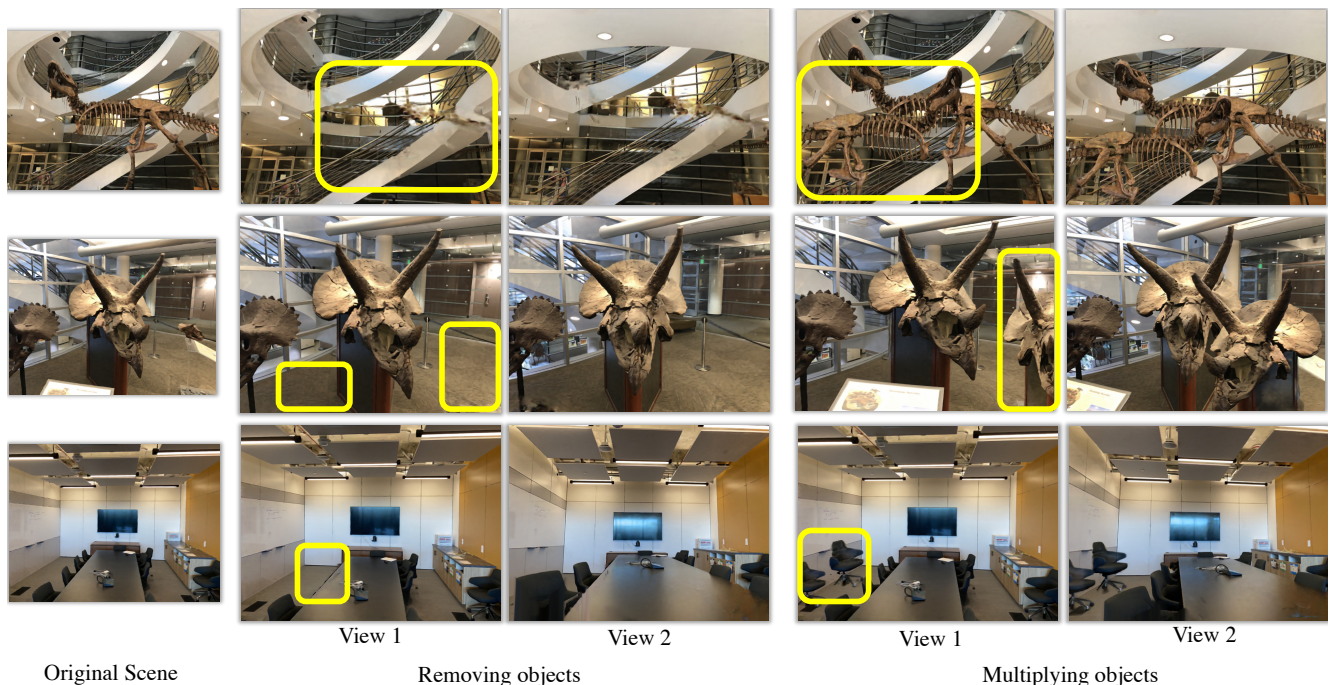 View 1
View 2
View 1
View 2
Original Scene
Removing objects
Multiplying objects